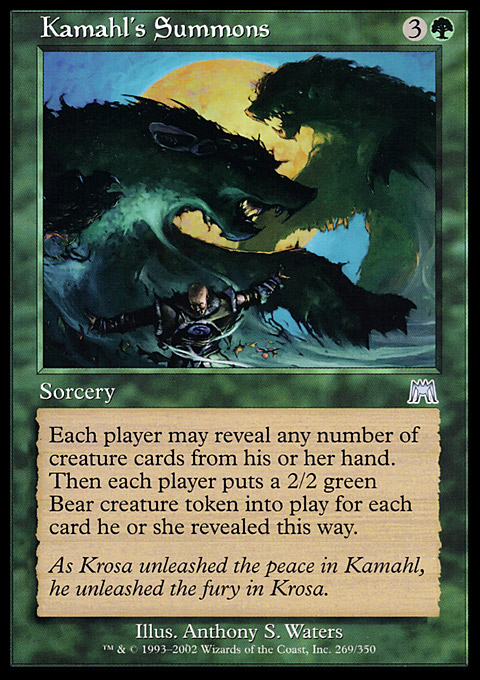 Kamahl's Summons 3
Sorcery
Each player may reveal any number of
creature cards from his or her hand.
Then each player puts a 2/2 green
Bear creature token into play for each
card he or she revealed this way.
As Krosa unleashed the peace in Kamahl,
he unleashed the fury in Krosa.
Illus. Anthony S. Waters
™ & © 1993–2002 Wizards of the Coast, Inc. 269/350